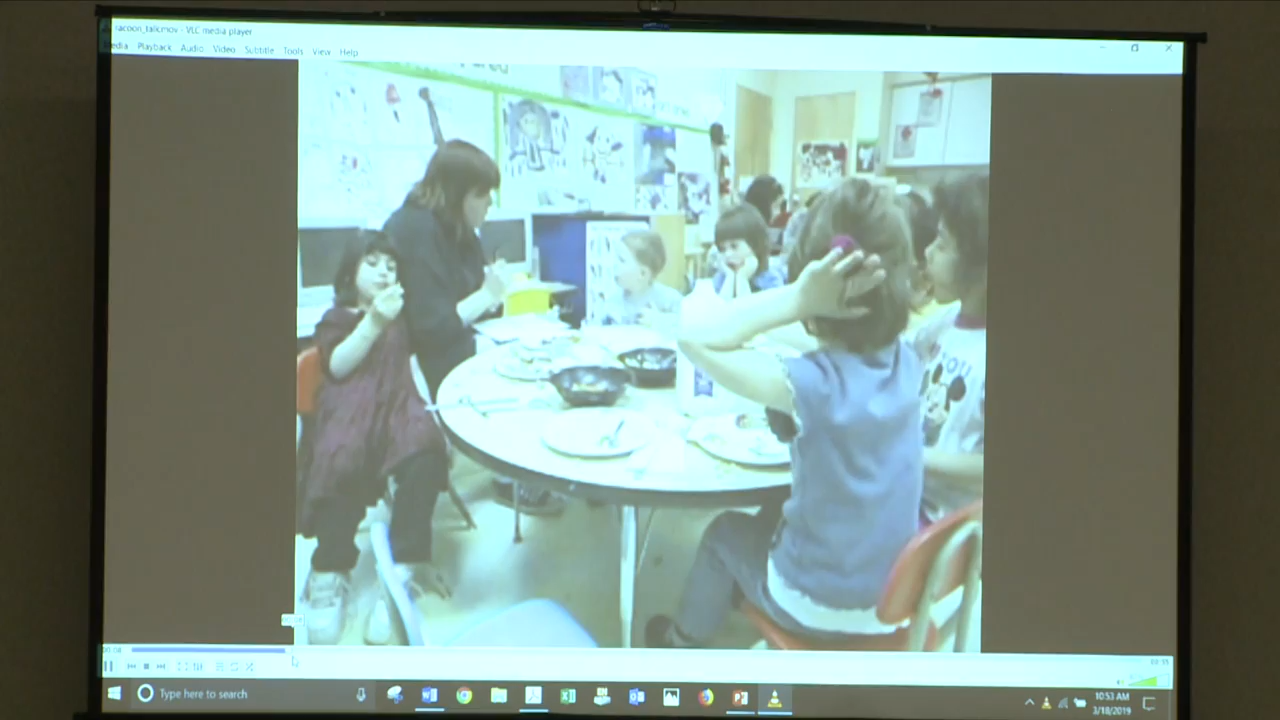 racoon_talk.mov - VLC media player
Media Playback Audio Video Subtitle Tools View Help
YOU
Type here to search
10:53 AM
3/18/2019